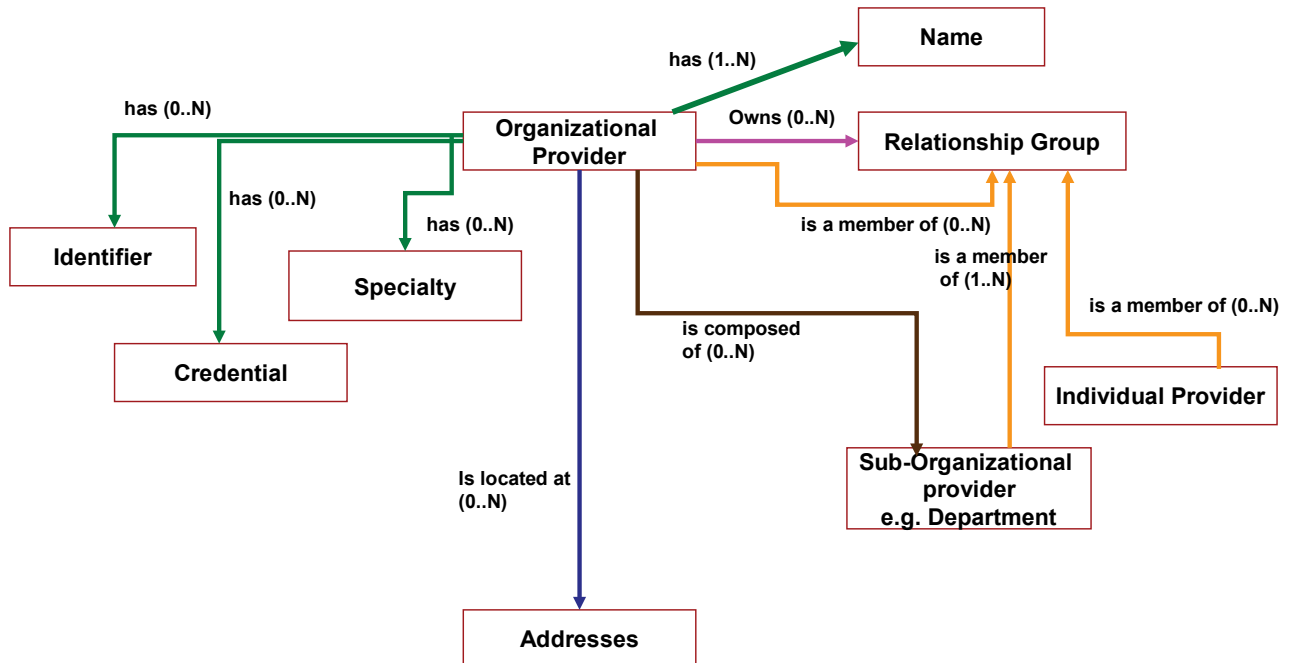 Name
has (1..N)
has (0..N)
Organizational
Provider
Owns (0..N)
Relationship Group
has (0..N)
is a member of (0..N)
has (0..N)
Identifier
Specialty
is a member
of (1..N)
is a member of (0..N)
is composed
of (0..N)
Credential
Individual Provider
Is located at
(0..N)
Sub-Organizational
provider
e.g. Department
Addresses